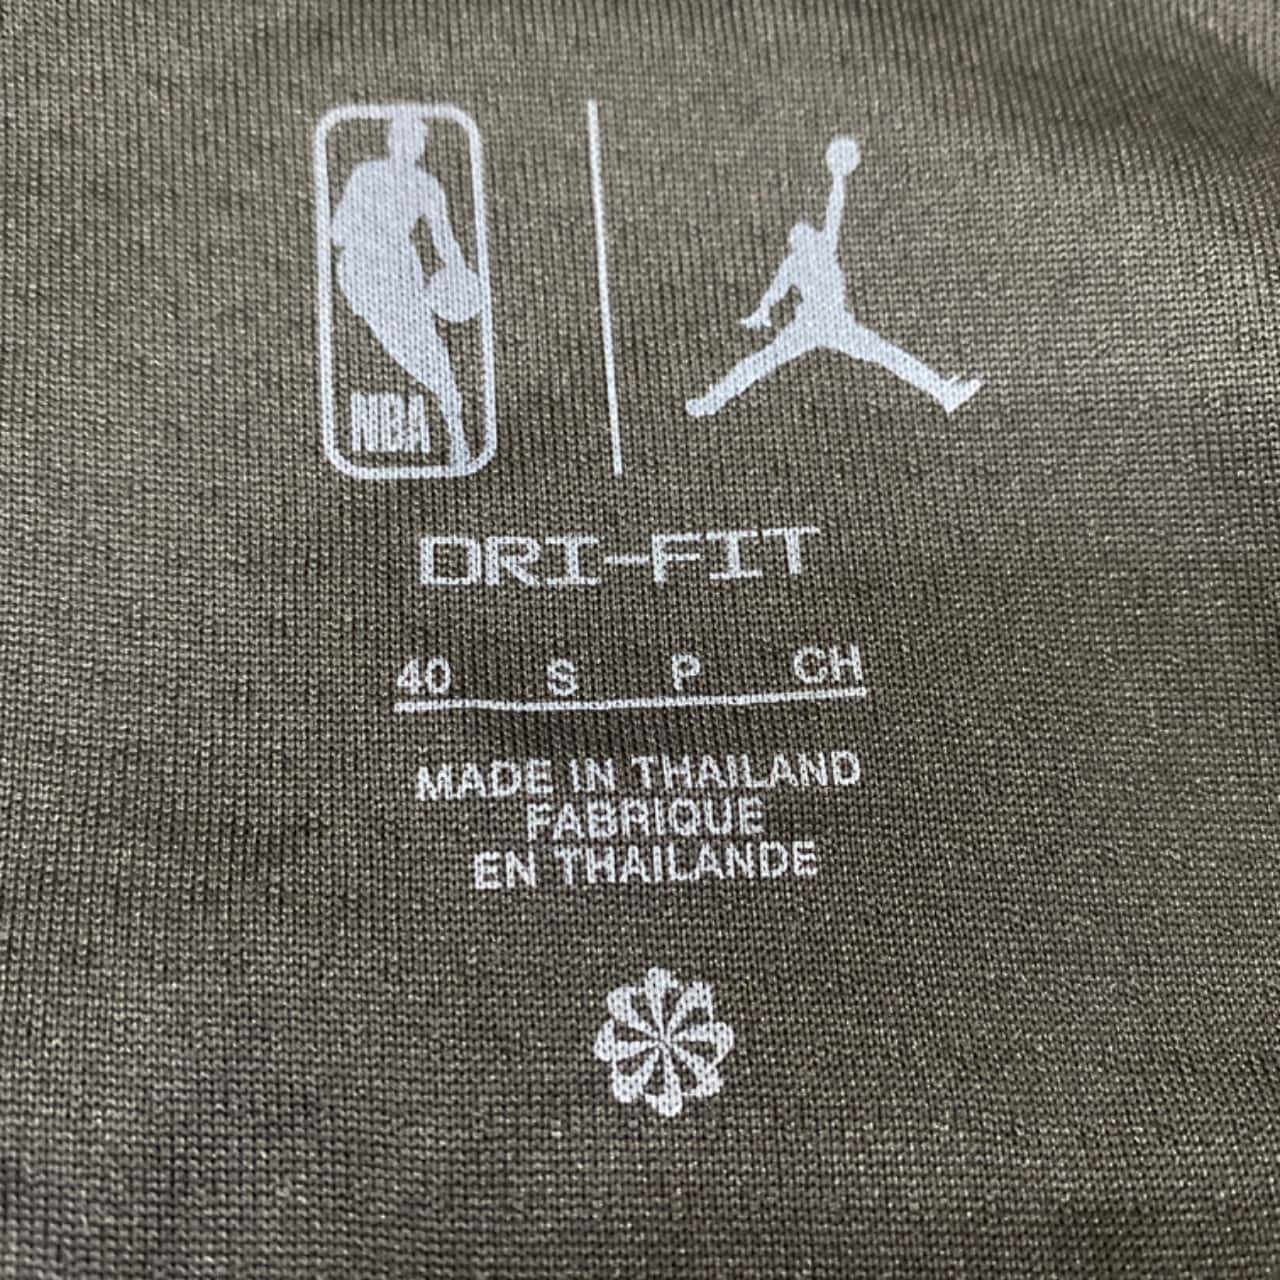 NBA
DRI-FIT
40 S P CH
MADE IN THAILAND
FABRIQUE
EN THAILANDE